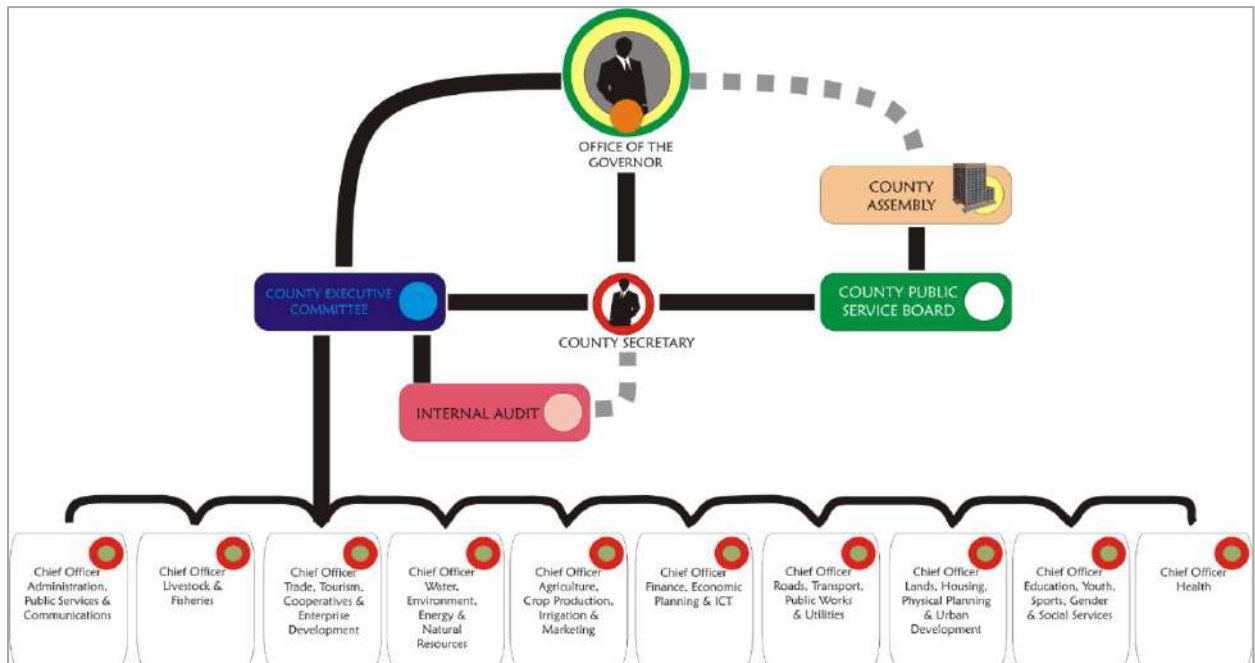 OFFICE OF THE
GOVERNOR
COUNTY
ASSEMBLY
COUNTY EXECUTIVE
COMMITTEE
COUNTY SECRETARY
COUNTY PUBLIC
SERVICE BOARD
INTERNAL AUDIT
Chief Officer
Administration,
Public Services &
Communications
Chief Officer
Livestock &
Fisheries
Chief Officer
Trade, Tourism,
Cooperatives &
Enterprise
Development
Chief Officer
Water,
Environment,
Energy &
Natural
Resources
Chief Officer
Agriculture,
Crop Production,
Irrigation &
Marketing
Chief Officer
Finance, Economic
Planning & ICT
Chief Officer
Roads, Transport,
Public Works
& Utilities
Chief Officer
Lands, Housing,
Physical Planning
& Urban
Development
Chief Officer
Education, Youth,
Sports, Gender
& Social Services
Chief Officer
Health